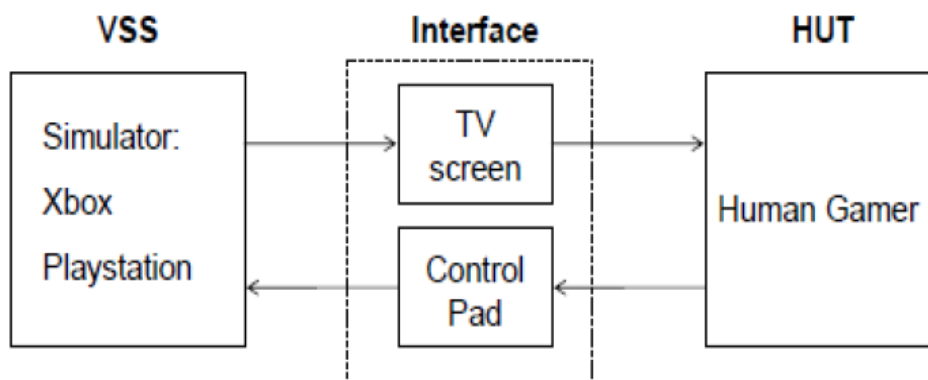 VSS
Interface
HUT
Simulator:
Xbox
Playstation
TV
screen
Control
Pad
Human Gamer